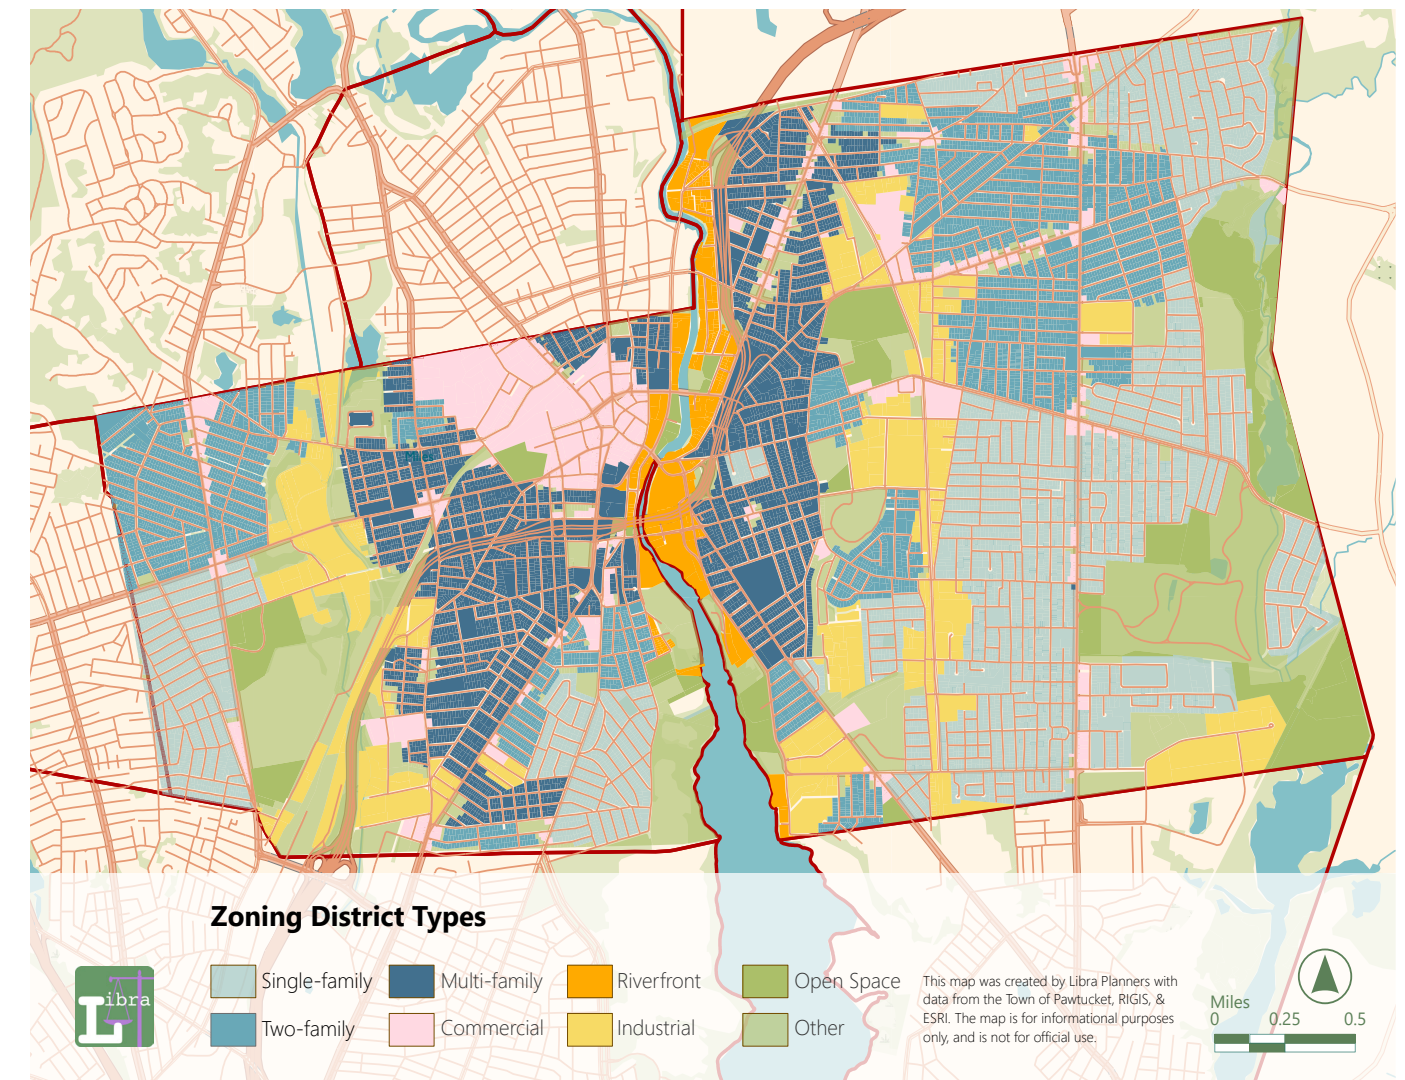 Miles
Zoning District Types
Single-family
Multi-family
Riverfront
Open Space
Two-family
Commercial
Industrial
Other
Libra
This map was created by Libra Planners with
data from the Town of Pawtucket, RIGIS, &
ESRI. The map is for informational purposes
only, and is not for official use.
Miles
0 0.25 0.5